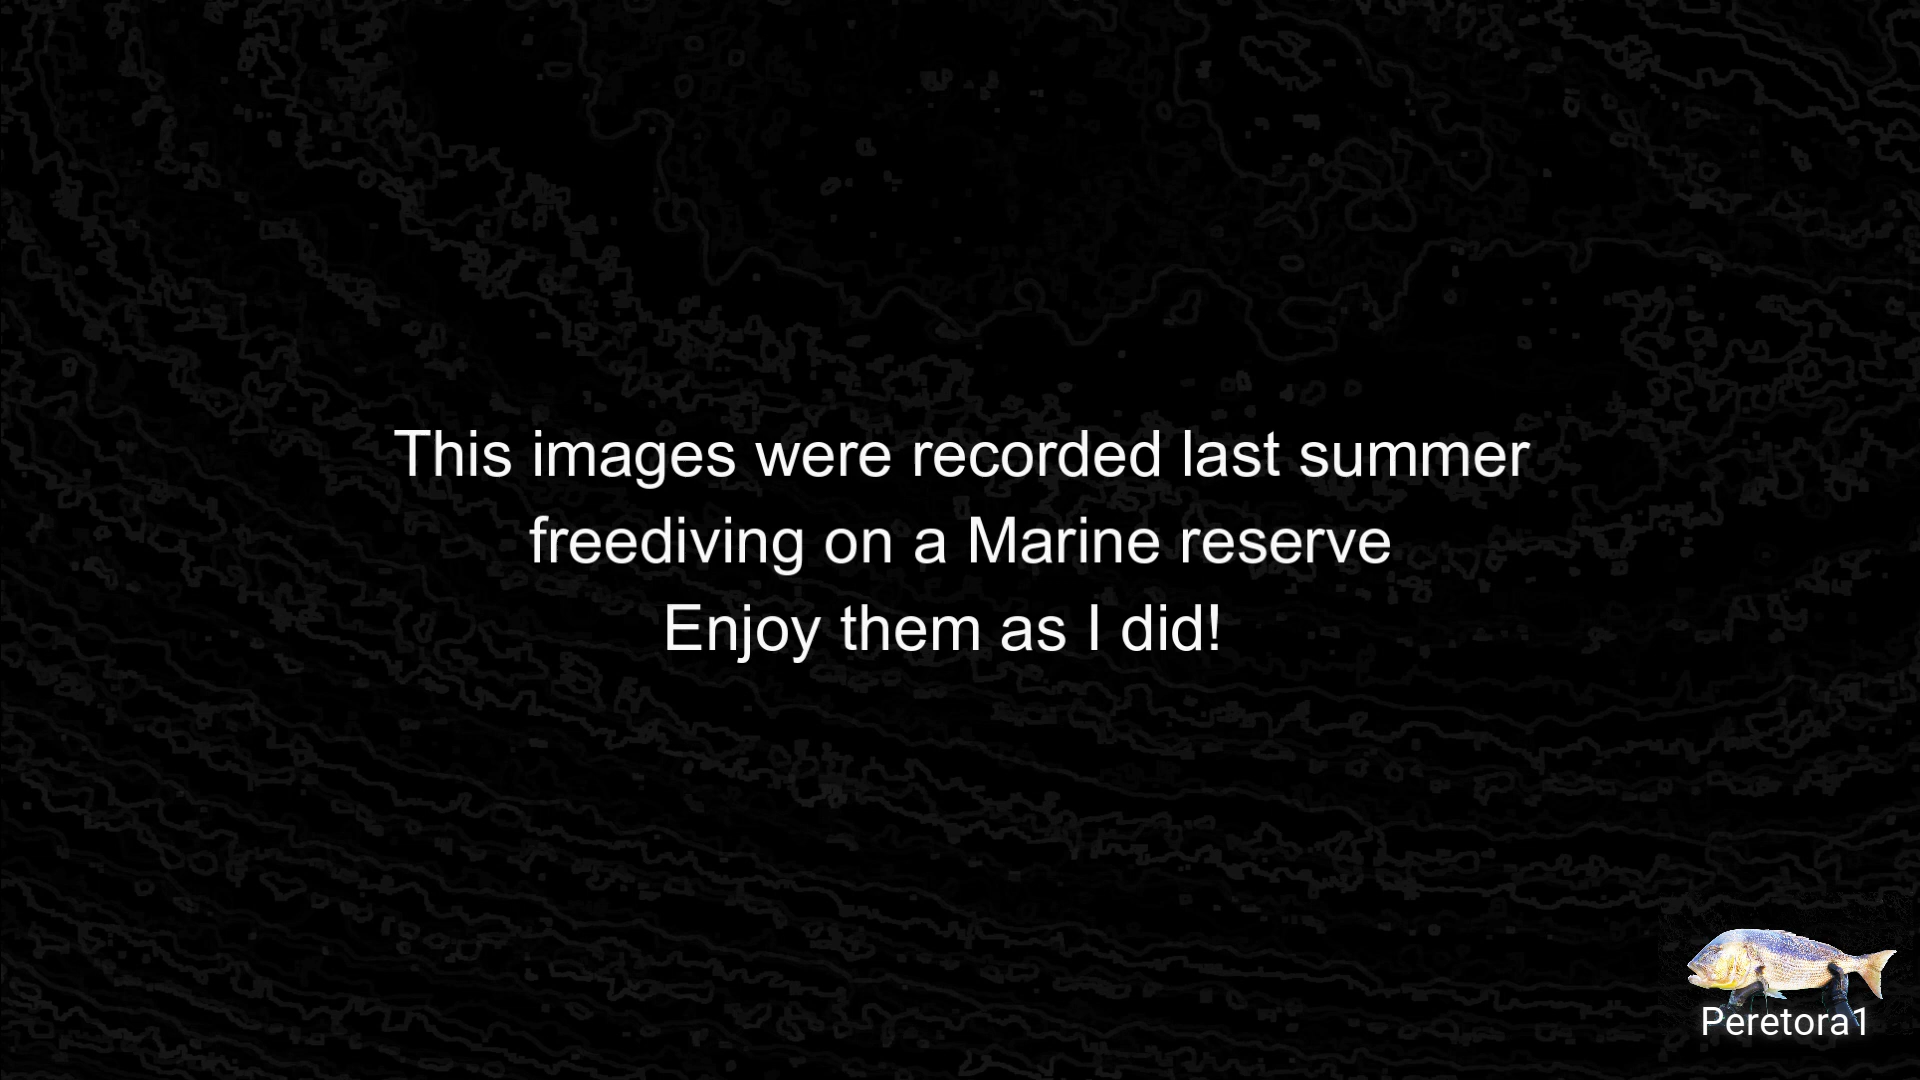 This images were recorded last summer
freediving on a Marine reserve
Enjoy them as I did!
Peretora1